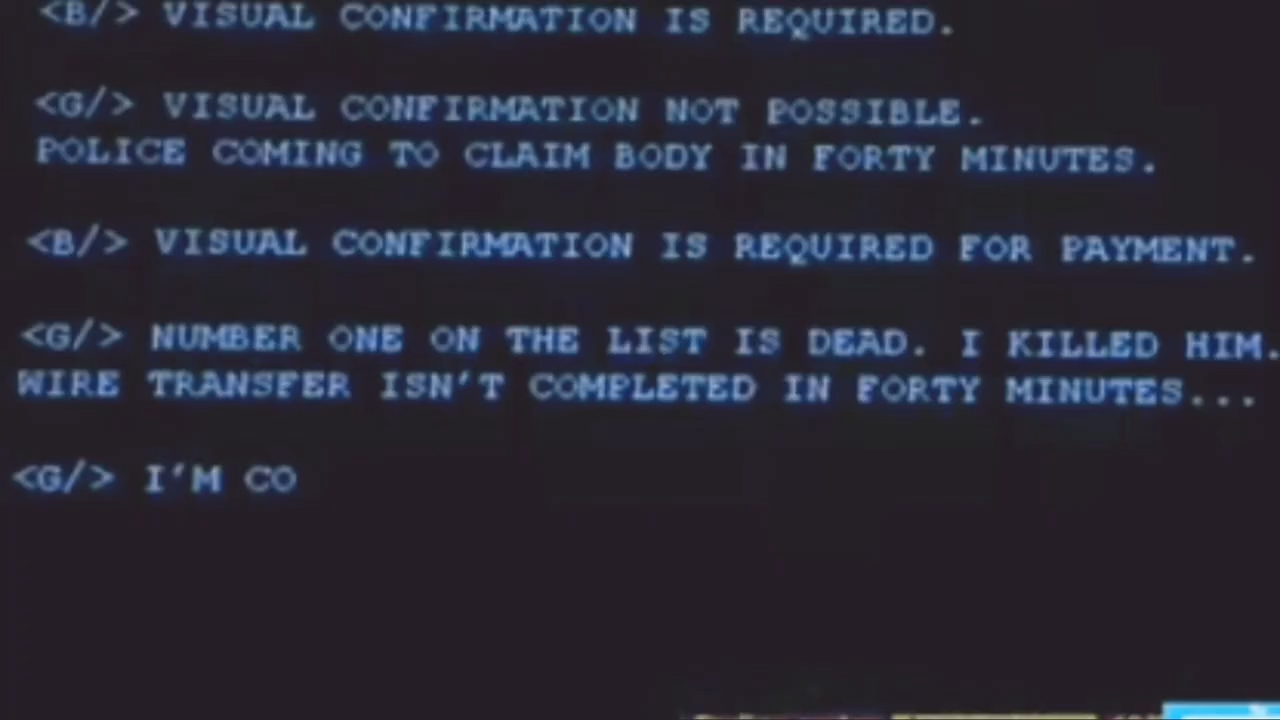 <B/> VISUAL CONFIRMATION IS REQUIRED.
<G/> VISUAL CONFIRMATION NOT POSSIBLE.
POLICE COMING TO CLAIM BODY IN FORTY MINUTES.
<B/> VISUAL CONFIRMATION IS REQUIRED FOR PAYMENT.
<G/> NUMBER ONE ON THE LIST IS DEAD. I KILLED HIM.
WIRE TRANSFER ISN'T COMPLETED IN FORTY MINUTES...
<G/> I'M CO